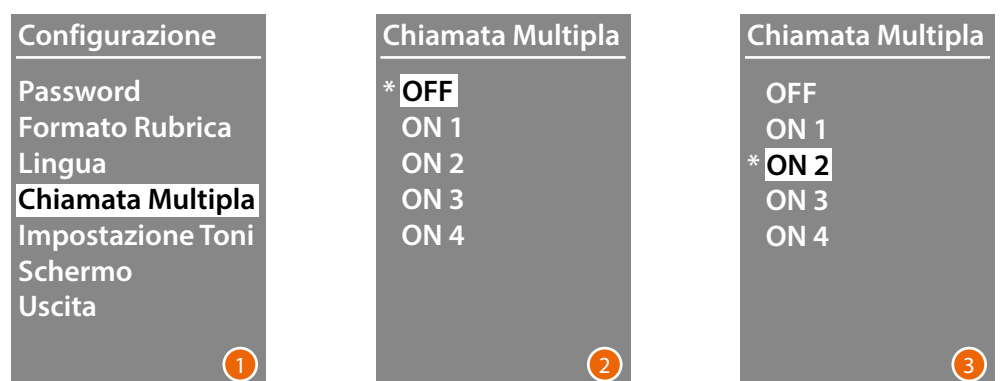 Configurazione
Password
Formato Rubrica
Lingua
Chiamata Multipla
Impostazione Toni
Schermo
Uscita
1
Chiamata Multipla
* OFF
ON 1
ON 2
ON 3
ON 4
2
Chiamata Multipla
OFF
ON 1
* ON 2
ON 3
ON 4
3